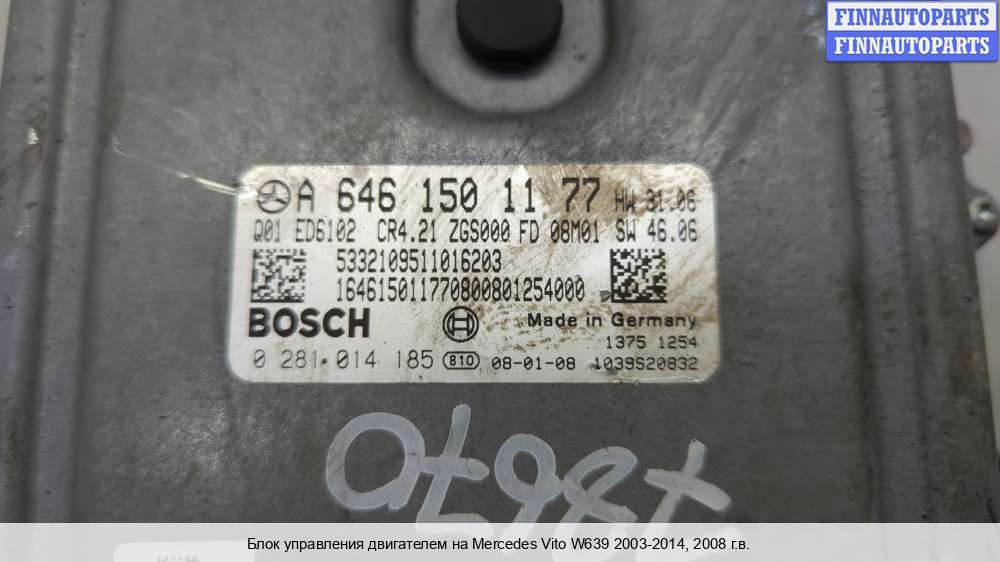 FINNAUTOPARTS
FINNAUTOPARTS
A 646 150 11 77 HW 31.06
Q01 ED6102 CR4.21 ZGS000 FD 08M01 SW 46.06
5332109511016203
16461501177080080125​4000
BOSCH Made in Germany
1375 1254
0 281 014 185 810 08-01-08 1039S20832
Блок управления двигателем на Mercedes Vito W639 2003-2014, 2008 г.в.